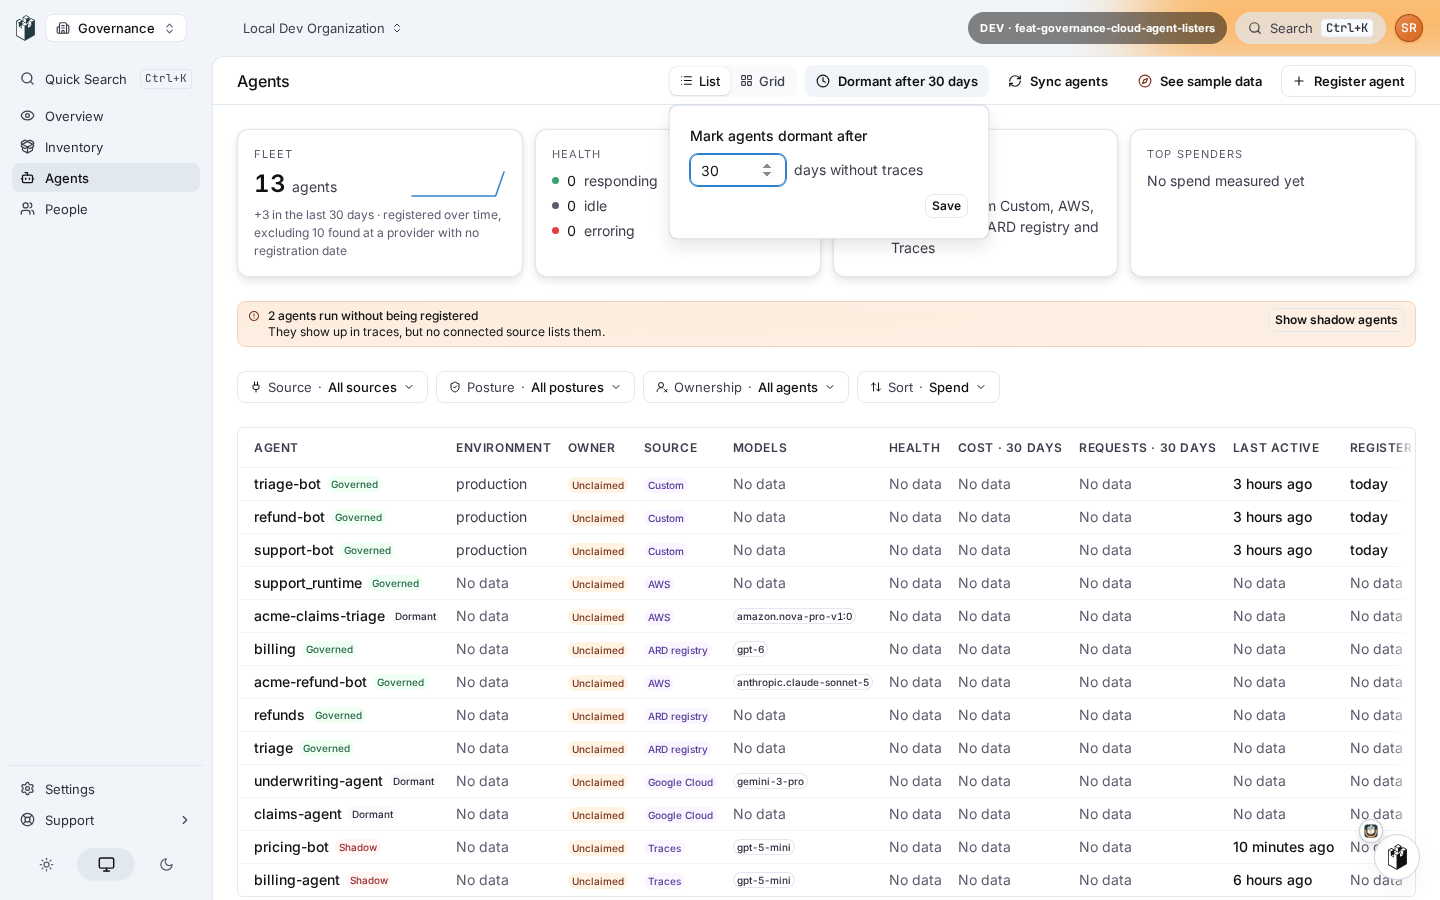 Governance
Local Dev Organization
DEV · feat-governance-cloud-agent-listers
Search Ctrl+K
SR
Quick Search Ctrl+K
Overview
Inventory
Agents
People
Settings
Support
Agents
List
Grid
Dormant after 30 days
Sync agents
See sample data
Register agent
Mark agents dormant after
30 days without traces
Save
FLEET
13 agents
+3 in the last 30 days · registered over time,
excluding 10 found at a provider with no
registration date
HEALTH
0 responding
0 idle
0 erroring
Custom, AWS,
ARD registry and
Traces
TOP SPENDERS
No spend measured yet
2 agents run without being registered
They show up in traces, but no connected source lists them.
Show shadow agents
Source · All sources
Posture · All postures
Ownership · All agents
Sort · Spend
AGENT ENVIRONMENT OWNER SOURCE MODELS HEALTH COST · 30 DAYS REQUESTS · 30 DAYS LAST ACTIVE REGISTER
triage-bot Governed production Unclaimed Custom No data No data No data No data 3 hours ago today
refund-bot Governed production Unclaimed Custom No data No data No data No data 3 hours ago today
support-bot Governed production Unclaimed Custom No data No data No data No data 3 hours ago today
support_runtime Governed No data Unclaimed AWS No data No data No data No data No data No data
acme-claims-triage Dormant No data Unclaimed AWS amazon.nova-pro-v1:0 No data No data No data No data No data
billing Governed No data Unclaimed ARD registry gpt-6 No data No data No data No data No data
acme-refund-bot Governed No data Unclaimed AWS anthropic.claude-sonnet-5 No data No data No data No data No data
refunds Governed No data Unclaimed ARD registry No data No data No data No data No data No data
triage Governed No data Unclaimed ARD registry No data No data No data No data No data No data
underwriting-agent Dormant No data Unclaimed Google Cloud gemini-3-pro No data No data No data No data No data
claims-agent Dormant No data Unclaimed Google Cloud No data No data No data No data No data No data
pricing-bot Shadow No data Unclaimed Traces gpt-5-mini No data No data No data 10 minutes ago No
billing-agent Shadow No data Unclaimed Traces gpt-5-mini No data No data No data 6 hours ago No data